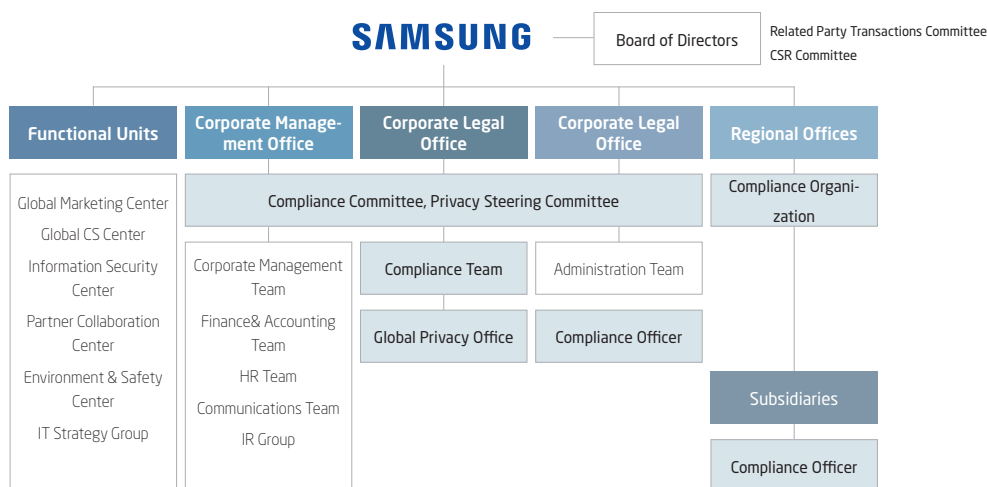 SAMSUNG
Board of Directors
Related Party Transactions Committee
CSR Committee
Functional Units
Corporate Manage-
ment Office
Corporate Legal
Office
Corporate Legal
Office
Regional Offices
Global Marketing Center
Global CS Center
Information Security
Center
Partner Collaboration
Center
Environment & Safety
Center
IT Strategy Group
Compliance Committee, Privacy Steering Committee
Corporate Management
Team
Finance& Accounting
Team
HR Team
Communications Team
IR Group
Compliance Team
Global Privacy Office
Administration Team
Compliance Officer
Compliance Organi-
zation
Subsidiaries
Compliance Officer